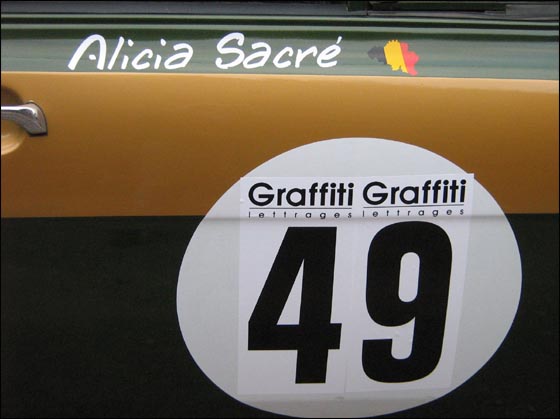 Alicia Sacré
Graffiti Graffiti
lettrages lettrages
49